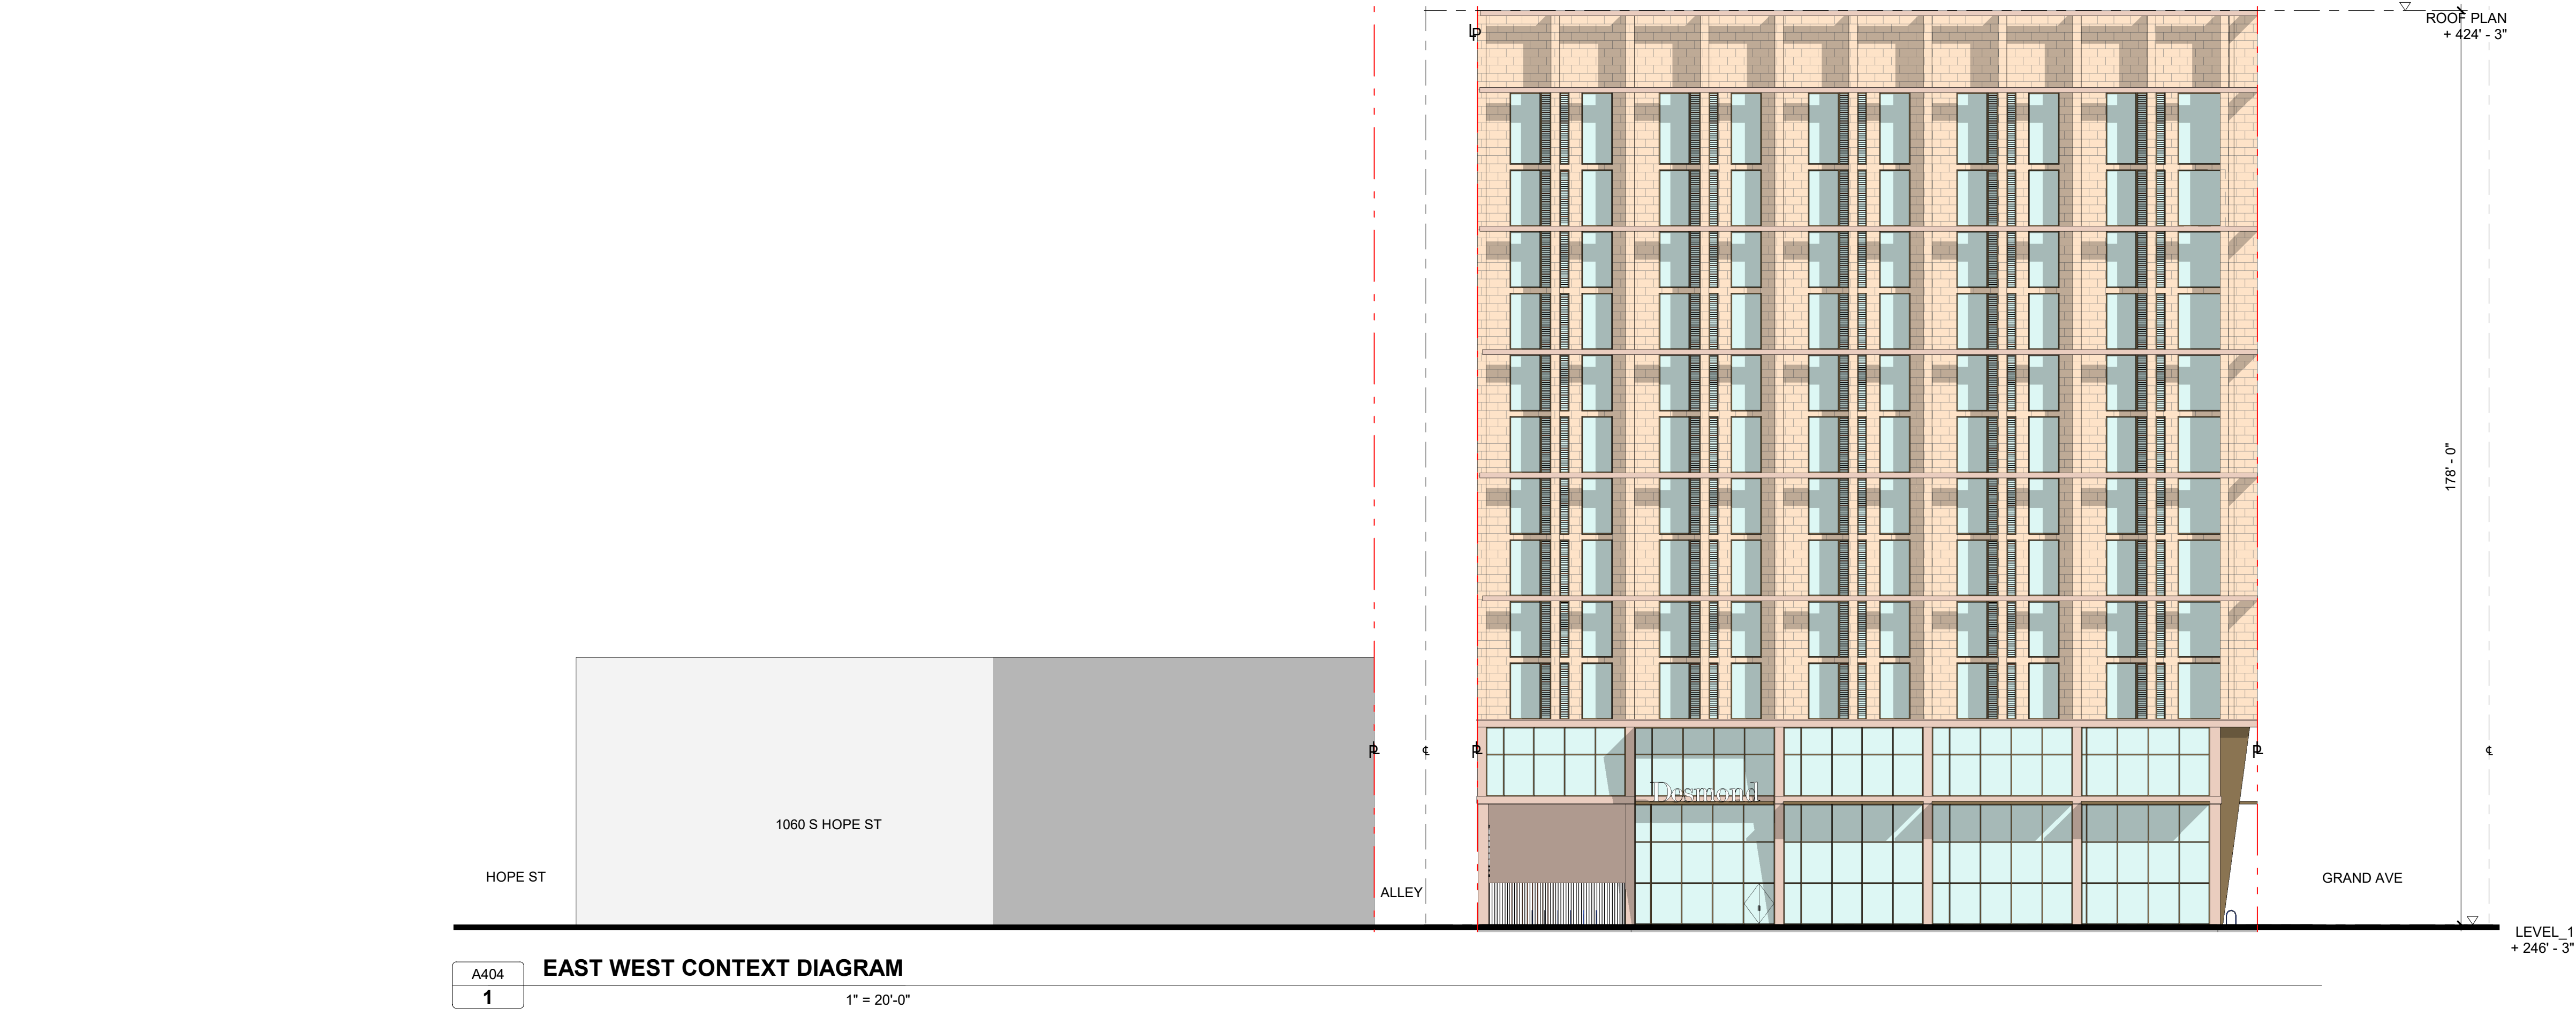 ROOF PLAN
+ 424' - 3"
178' - 0"
Desmond
1060 S HOPE ST
HOPE ST
ALLEY
GRAND AVE
LEVEL_1
+ 246' - 3"
A404
1
EAST WEST CONTEXT DIAGRAM
1" = 20'-0"